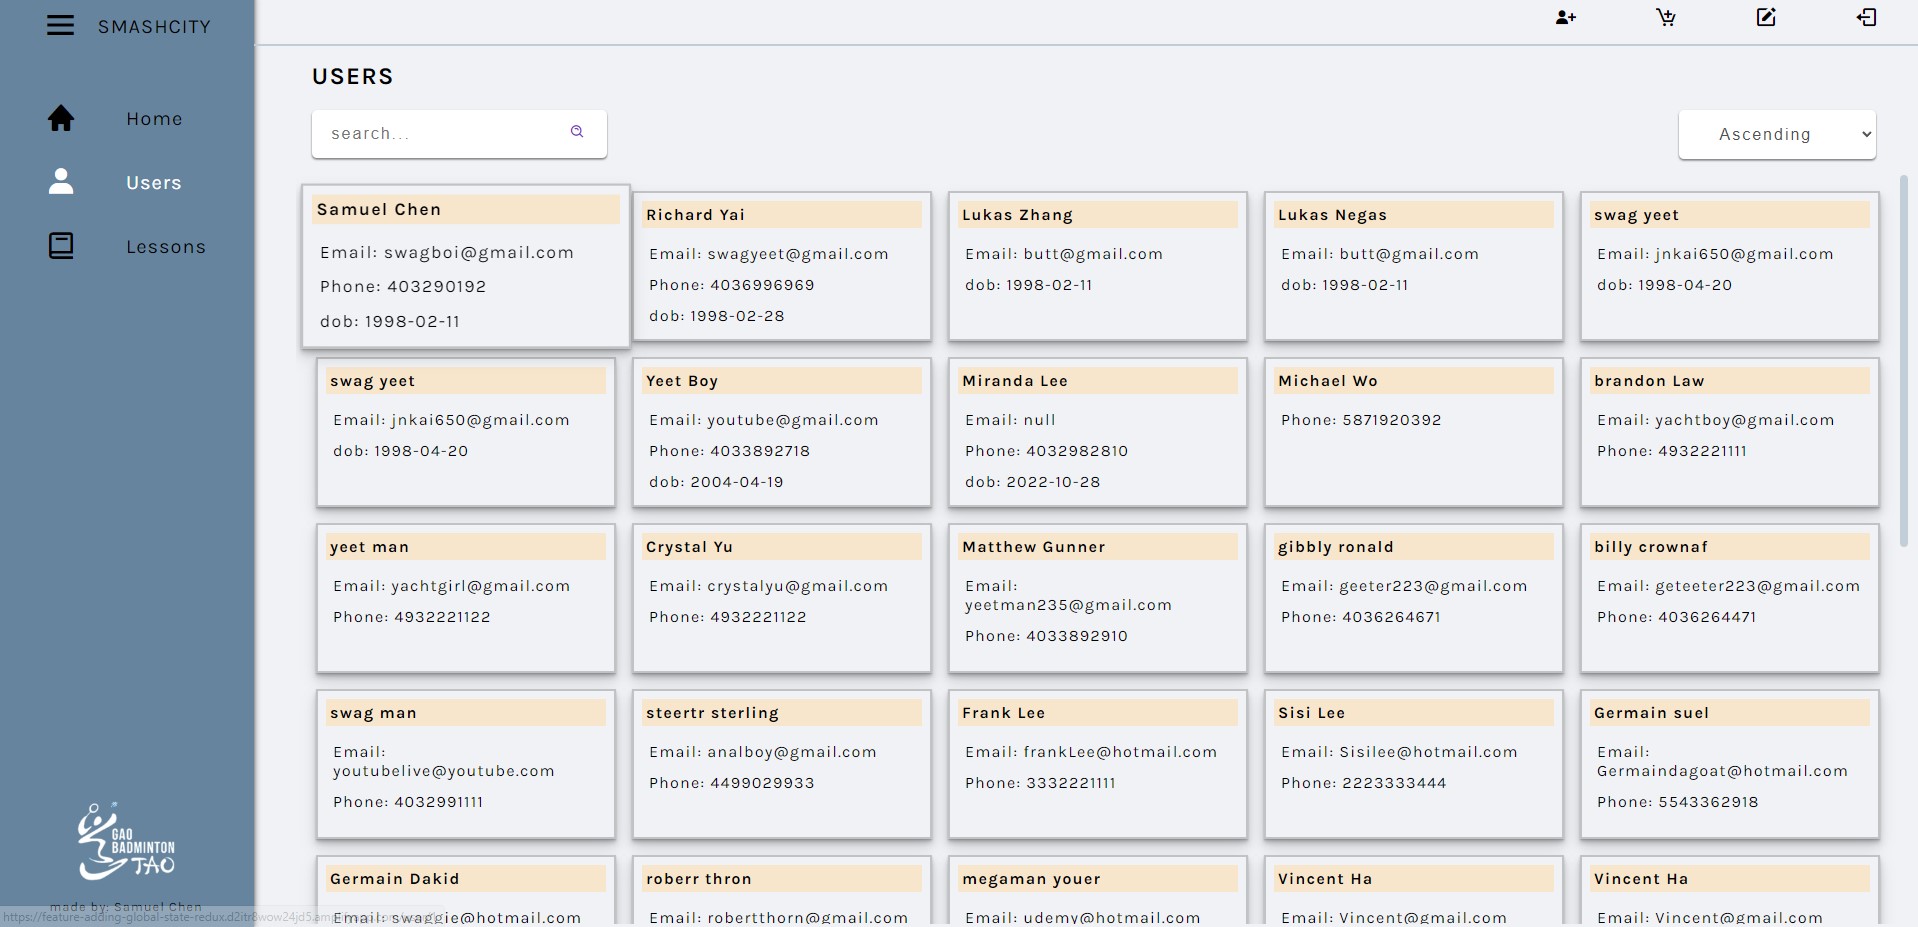 SMASHCITY
Home
Users
Lessons
GAO
BADMINTON
TAO
made by: Samuel Chen
USERS
search...
Ascending
Samuel Chen
Email: swagboi@gmail.com
Phone: 403290192
dob: 1998-02-11
Richard Yai
Email: swagyeet@gmail.com
Phone: 4036996969
dob: 1998-02-28
Lukas Zhang
Email: butt@gmail.com
dob: 1998-02-11
Lukas Negas
Email: butt@gmail.com
dob: 1998-02-11
swag yeet
Email: jnkai650@gmail.com
dob: 1998-04-20
swag yeet
Email: jnkai650@gmail.com
dob: 1998-04-20
Yeet Boy
Email: youtube@gmail.com
Phone: 4033892718
dob: 2004-04-19
Miranda Lee
Email: null
Phone: 4032982810
dob: 2022-10-28
Michael Wo
Phone: 5871920392
brandon Law
Email: yachtboy@gmail.com
Phone: 4932221111
yeet man
Email: yachtgirl@gmail.com
Phone: 4932221122
Crystal Yu
Email: crystalyu@gmail.com
Phone: 4932221122
Matthew Gunner
Email:
yeetman235@gmail.com
Phone: 4033892910
gibbly ronald
Email: geeter223@gmail.com
Phone: 4036264671
billy crownaf
Email: geteeter223@gmail.com
Phone: 4036264471
swag man
Email:
youtubelive@youtube.com
Phone: 4032991111
steertr sterling
Email: analboy@gmail.com
Phone: 4499029933
Frank Lee
Email: frankLee@hotmail.com
Phone: 3332221111
Sisi Lee
Email: Sisilee@hotmail.com
Phone: 2223333444
Germain suel
Email:
Germaindagoat@hotmail.com
Phone: 5543362918
Germain Dakid
Email: swaggie@hotmail.com
roberr thron
Email: robertthorn@gmail.com
megaman youer
Email: udemy@hotmail.com
Vincent Ha
Email: Vincent@gmail.com
Vincent Ha
Email: Vincent@gmail.com